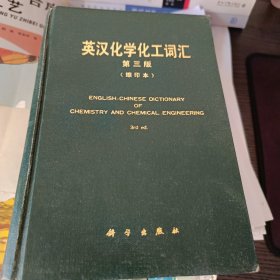 英汉化学化工词汇
第三版
(缩印本)
ENGLISH-CHINESE DICTIONARY
OF
CHEMISTRY AND CHEMICAL ENGINEERING
3rd ed.
科学出版社